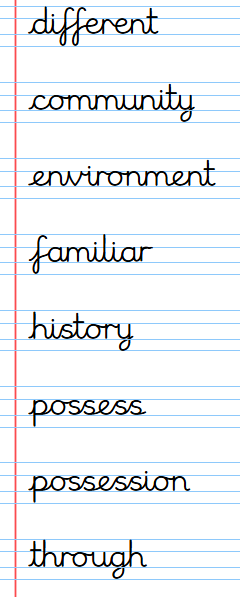 different
community
environment
familiar
history
possess
possession
through